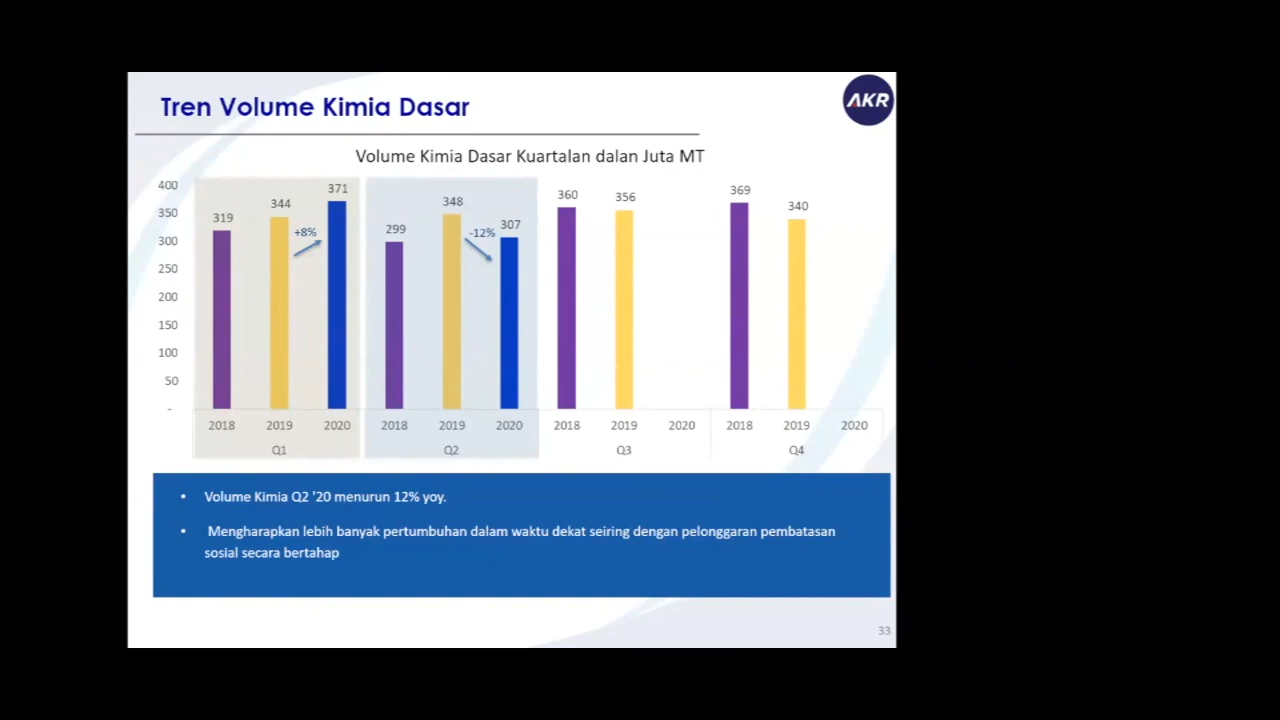 Tren Volume Kimia Dasar
AKR
Volume Kimia Dasar Kuartalan dalan Juta MT
400
350
300
250
200
150
100
50
-
319
344
+8%
371
299
348
-12%
307
360
356
369
340
2018 2019 2020 2018 2019 2020 2018 2019 2020 2018 2019 2020
Q1 Q2 Q3 Q4
• Volume Kimia Q2 '20 menurun 12% yoy.
• Mengharapkan lebih banyak pertumbuhan dalam waktu dekat seiring dengan pelonggaran pembatasan
sosial secara bertahap
33